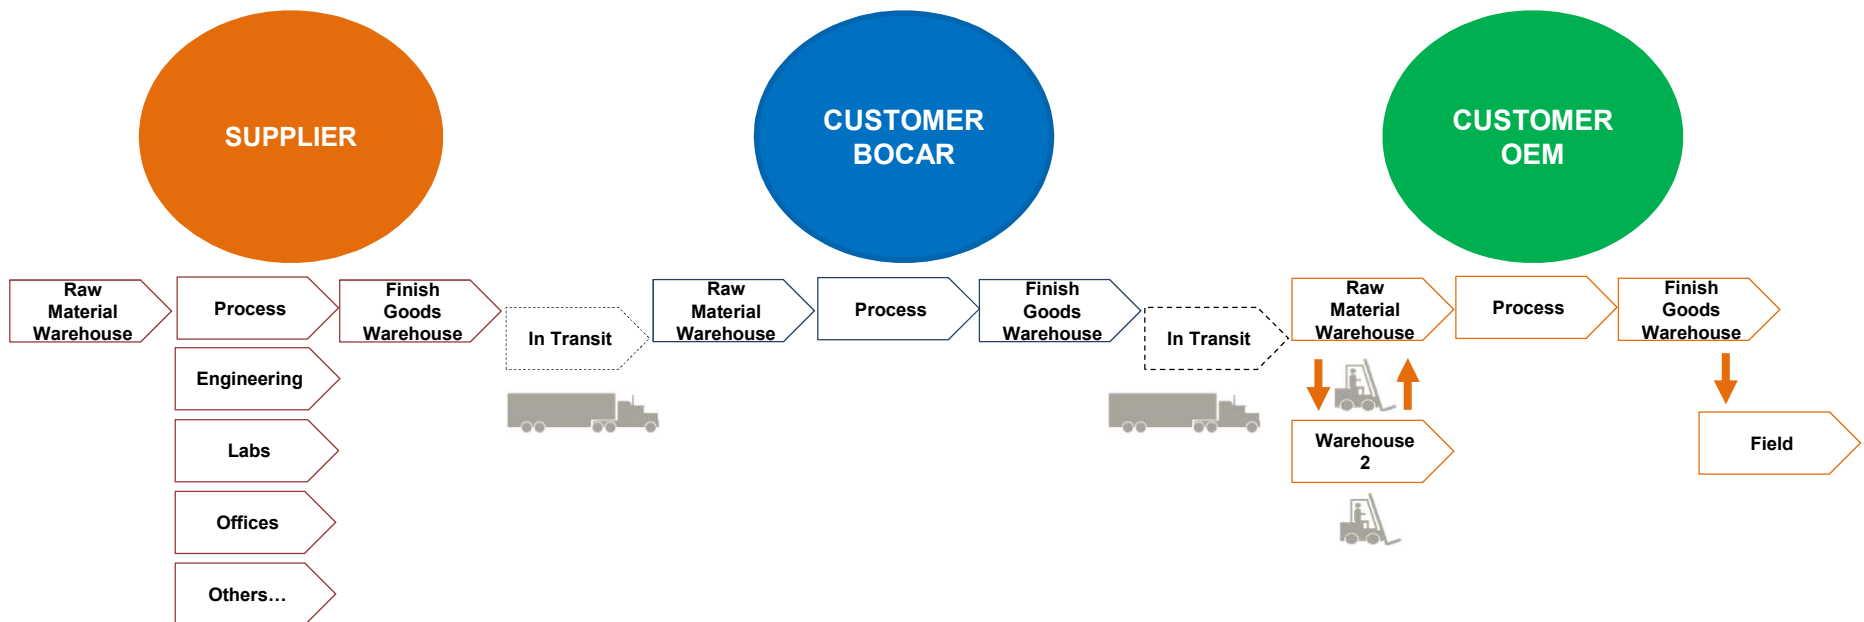 SUPPLIER
CUSTOMER
BOCAR
CUSTOMER
OEM
Raw
Material
Warehouse
Process
Finish
Goods
Warehouse
In Transit
Raw
Material
Warehouse
Process
Finish
Goods
Warehouse
In Transit
Raw
Material
Warehouse
Process
Finish
Goods
Warehouse
Engineering
Labs
Offices
Others…
Warehouse
2
Field